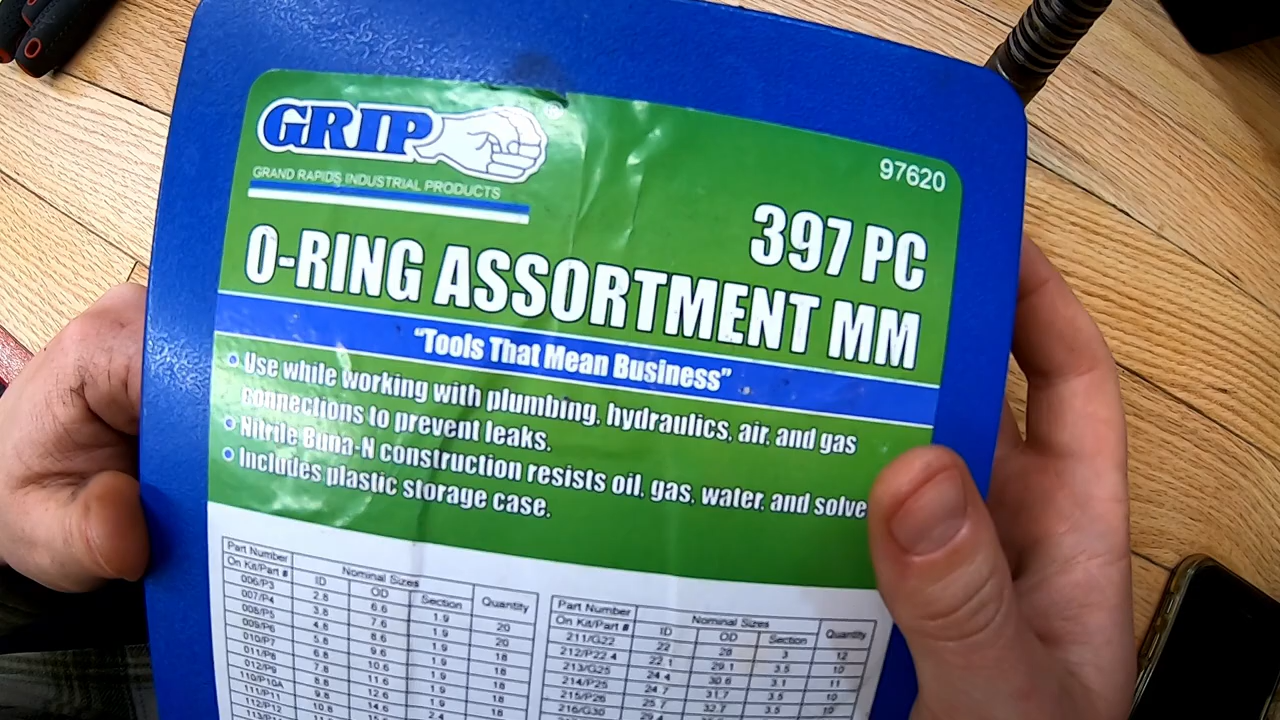 GRIP
®
GRAND RAPIDS INDUSTRIAL PRODUCTS
97620
397 PC
O-RING ASSORTMENT MM
“Tools That Mean Business”
• Use while working with plumbing, hydraulics, air, and gas
connections to prevent leaks.
• Nitrile Buna-N construction resists oil, gas, water, and solve
• Includes plastic storage case.
Part Number Nominal Sizes
On Kit/Part # ID OD Section Quantity
006/P3 2.8 6.6 1.9 20
007/P4 3.8 7.6 1.9 20
008/P5 4.8 8.6 1.9 18
009/P6 5.8 9.6 1.9 18
010/P7 6.8 10.6 1.9 18
011/P8 7.8 11.6 1.9 18
012/P9 8.8 12.6
110/P10A 9.8 14.6 2.4
111/P11 10.8
112/P12
Part Number Nominal Sizes
On Kit/Part # ID OD Section Quantity
211/G22 22 28 3 12
212/P22.4 22.1 29.1 3.5 10
213/G25 24.4 30.6 3.1 11
214/P25 24.7 31.7 3.5 10
215/P26 25.7 32.7 3.5 10
216/G30 29.4